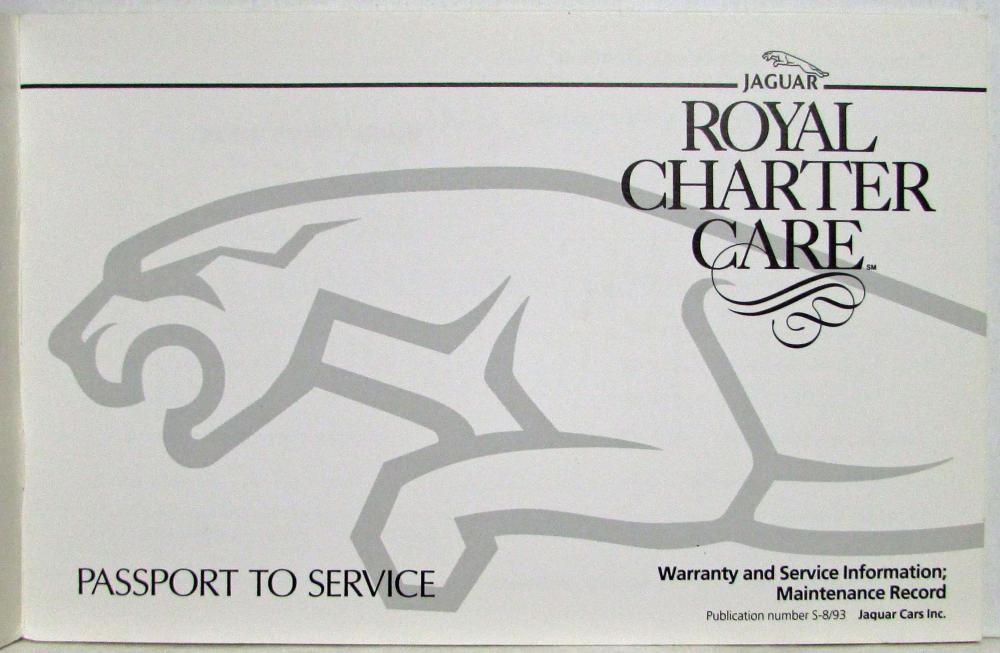 JAGUAR
ROYAL
CHARTER
CARE SM
PASSPORT TO SERVICE
Warranty and Service Information;
Maintenance Record
Publication number S-8/93 Jaguar Cars Inc.